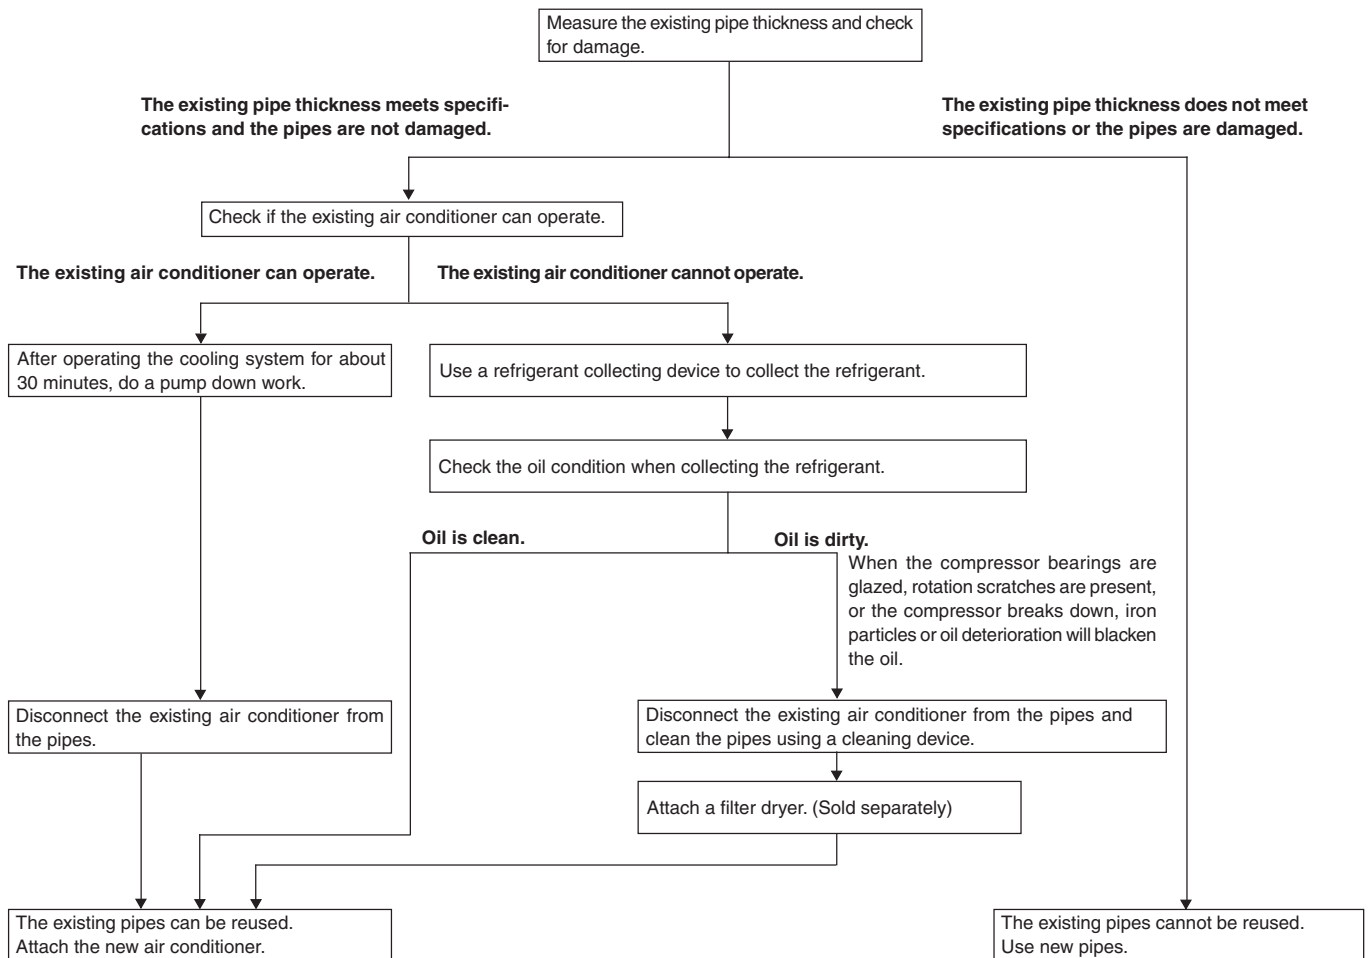 Measure the existing pipe thickness and check
for damage.
The existing pipe thickness meets specifi-
cations and the pipes are not damaged.
The existing pipe thickness does not meet
specifications or the pipes are damaged.
Check if the existing air conditioner can operate.
The existing air conditioner can operate.
The existing air conditioner cannot operate.
After operating the cooling system for about
30 minutes, do a pump down work.
Use a refrigerant collecting device to collect the refrigerant.
Check the oil condition when collecting the refrigerant.
Oil is clean.
Oil is dirty.
When the compressor bearings are
glazed, rotation scratches are present,
or the compressor breaks down, iron
particles or oil deterioration will blacken
the oil.
Disconnect the existing air conditioner from
the pipes.
Disconnect the existing air conditioner from the pipes and
clean the pipes using a cleaning device.
Attach a filter dryer. (Sold separately)
The existing pipes can be reused.
Attach the new air conditioner.
The existing pipes cannot be reused.
Use new pipes.